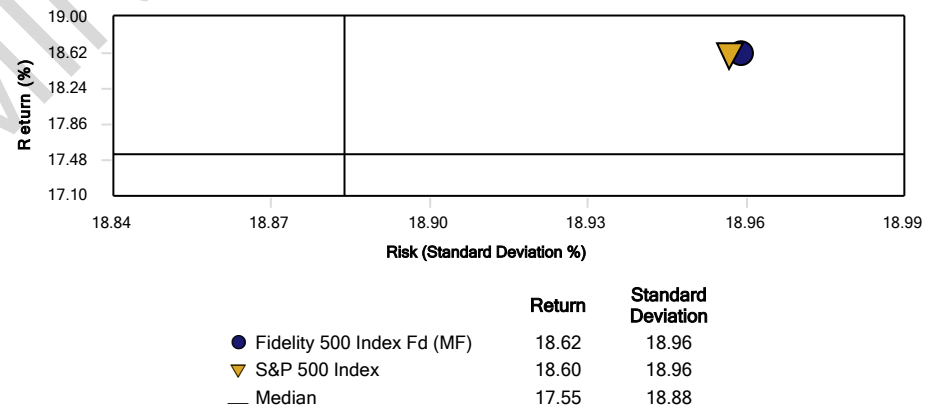 19.00
18.62
18.24
17.86
17.48
17.10
Return (%)
18.84 18.87 18.90 18.93 18.96 18.99
Risk (Standard Deviation %)
Return Standard Deviation
Fidelity 500 Index Fd (MF) 18.62 18.96
S&P 500 Index 18.60 18.96
Median 17.55 18.88